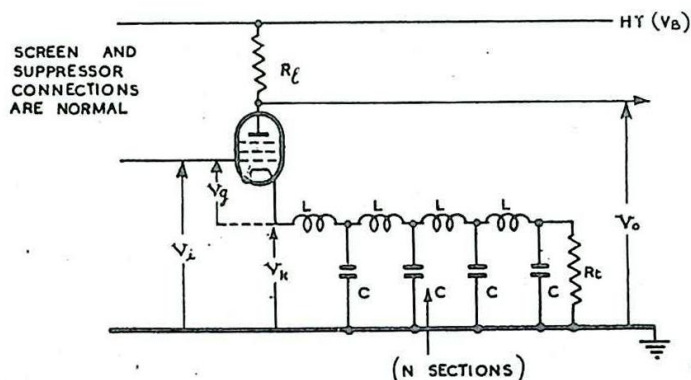 HT (VB)
SCREEN AND
SUPPRESSOR
CONNECTIONS
ARE NORMAL
Rℓ
Vg
Vi
Vk
L
L
L
L
C
C
C
C
Rt
Vo
(N SECTIONS)